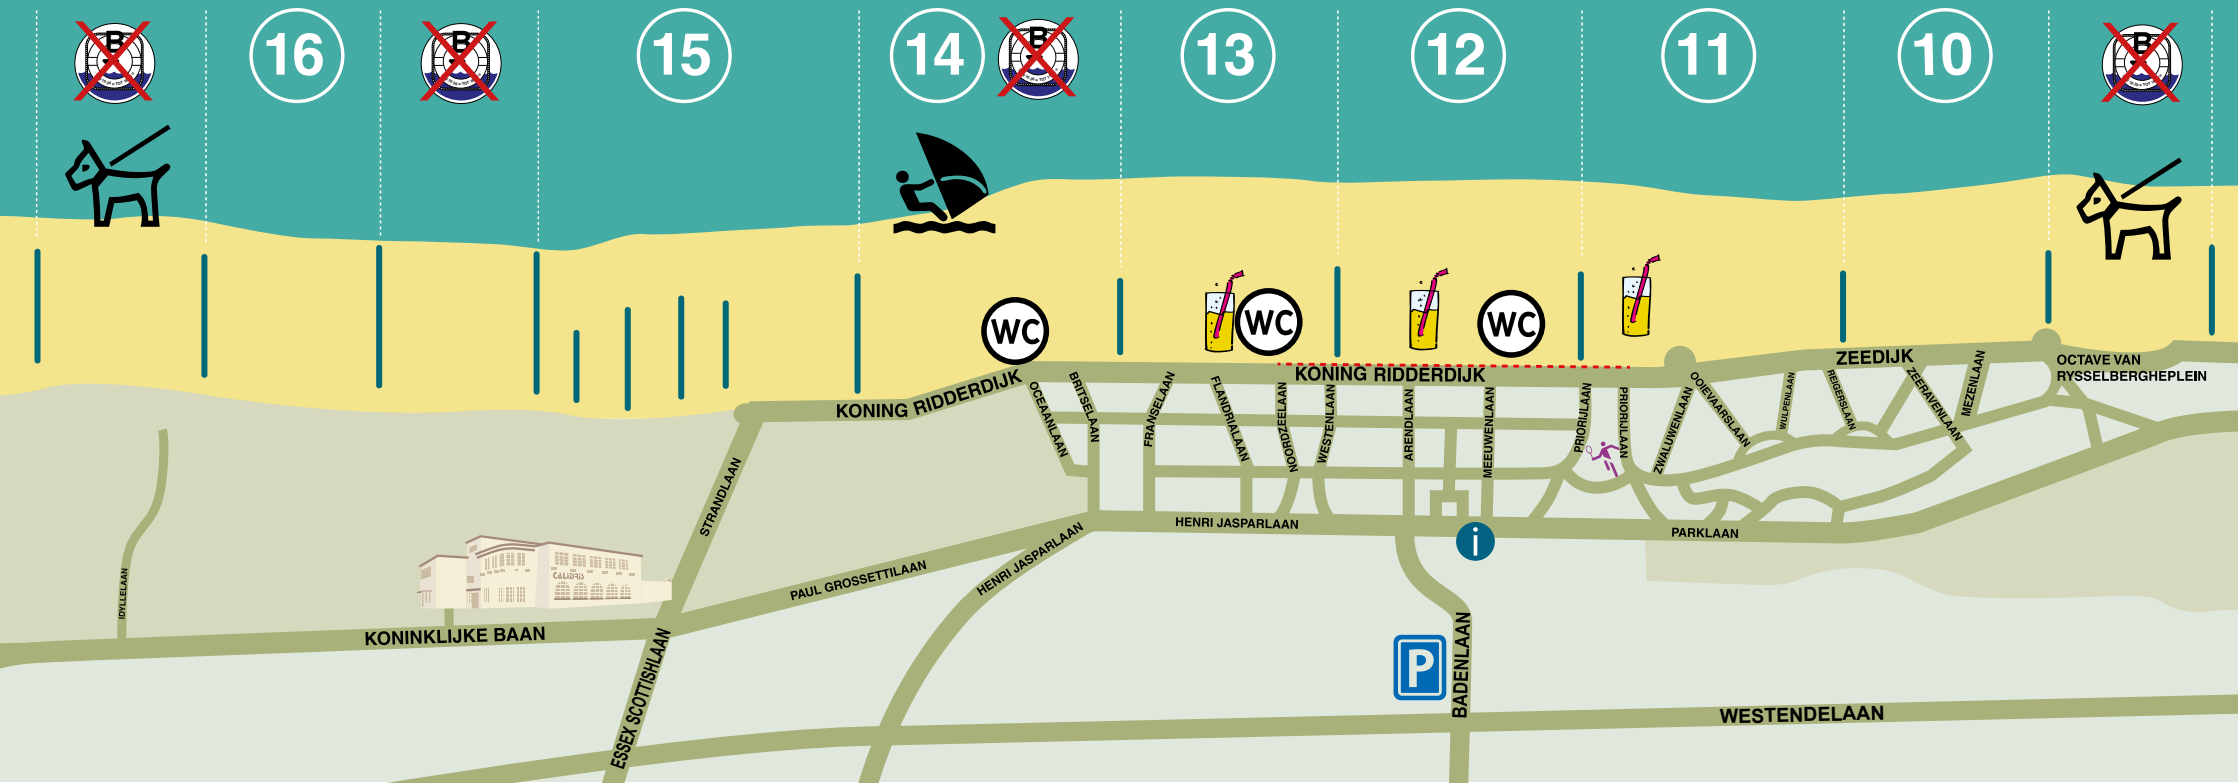 B
16
B
15
14
B
13
12
11
10
B
WC
WC
WC
KONING RIDDERDIJK
KONING RIDDERDIJK
ZEEDIJK
OCTAVE VAN
RYSSELBERGHEPLEIN
OCEAANLAAN
BRITSELAAN
FRANSELAAN
FLANDRIALAAN
NOORDZEELAAN
WESTENLAAN
ARENDLAAN
MEEUWENLAAN
PRIORIJLAAN
PRIORIJLAAN
ZWALUWENLAAN
OOIEVAARSLAAN
WULPENLAAN
REIGERSLAAN
ZEERAVENLAAN
MEZENLAAN
STRANDLAAN
HENRI JASPARLAAN
PARKLAAN
i
CALIDRIS
IDYLLELAAN
PAUL GROSSETTILAAN
HENRI JASPARLAAN
KONINKLIJKE BAAN
ESSEX SCOTTISHLAAN
P
BADENLAAN
WESTENDELAAN